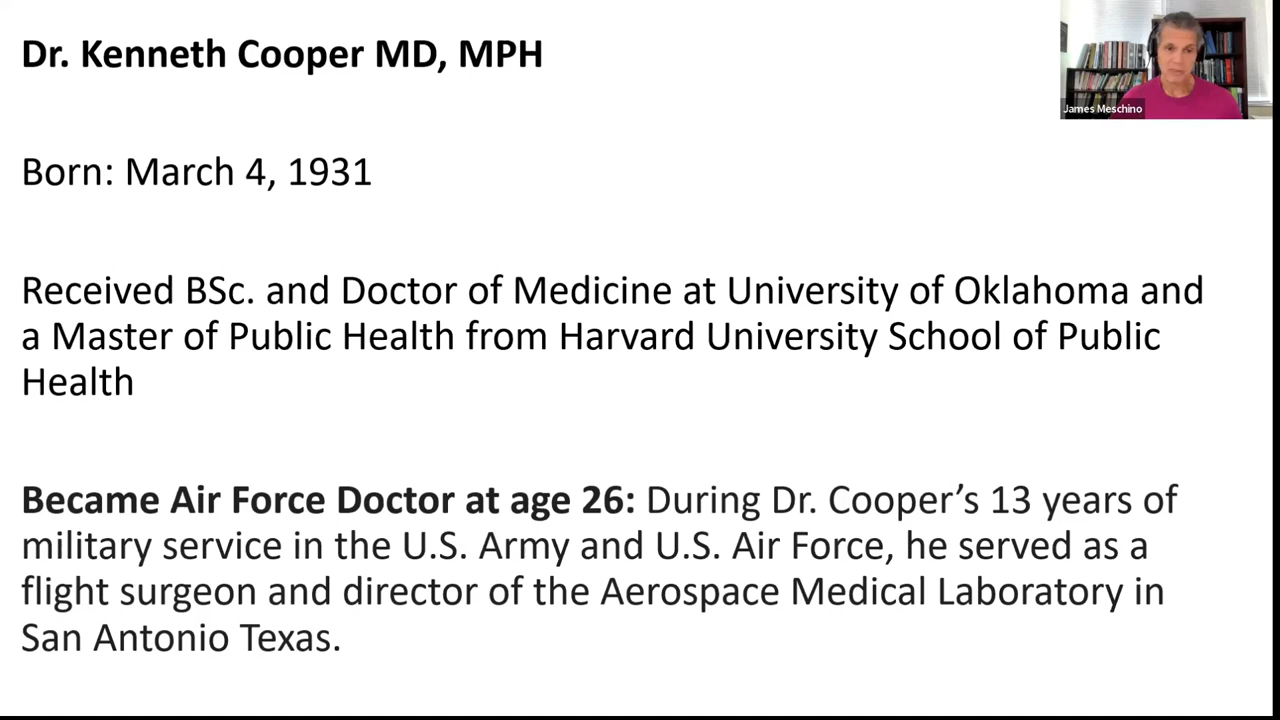 Dr. Kenneth Cooper MD, MPH
James Meschino
Born: March 4, 1931
Received BSc. and Doctor of Medicine at University of Oklahoma and
a Master of Public Health from Harvard University School of Public
Health
Became Air Force Doctor at age 26: During Dr. Cooper’s 13 years of
military service in the U.S. Army and U.S. Air Force, he served as a
flight surgeon and director of the Aerospace Medical Laboratory in
San Antonio Texas.